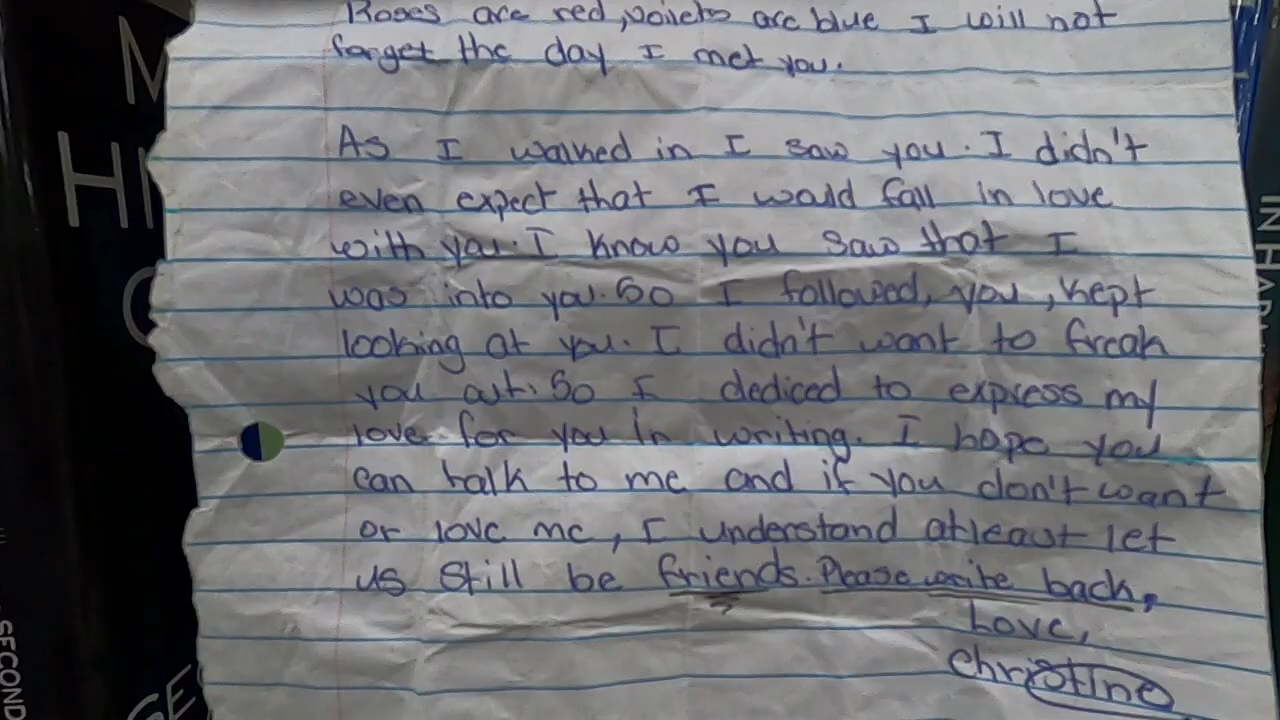 Roses are red, voilets are blue I will not
forget the day I met you.
As I walked in I saw you. I didn't
even expect that I would fall in love
with you. I know you saw that I
was into you. So I followed, you, kept
looking at you. I didn't want to freak
you out. So I dediced to express my
love for you in writing. I hope you
can talk to me and if you don't want
or love me, I understand atleast let
us still be friends. Please write back,
Love,
Christine
SECOND